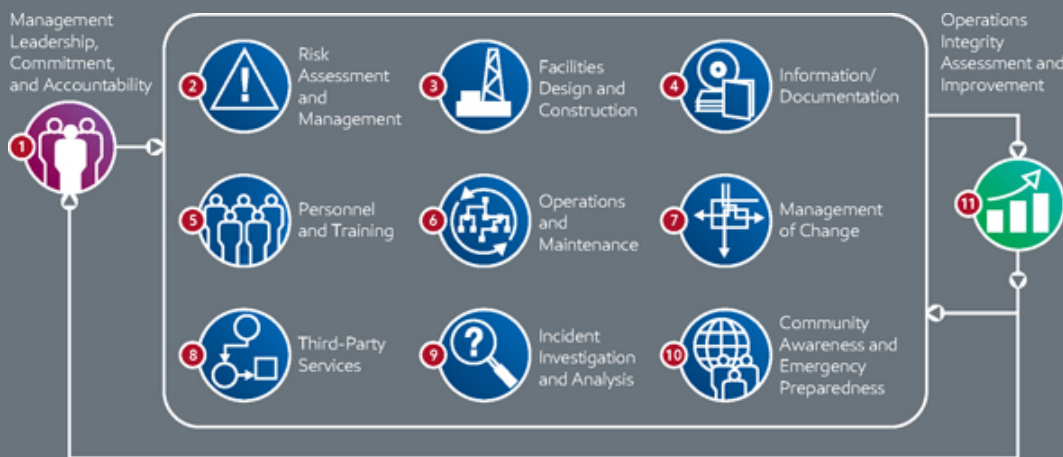 Management
Leadership,
Commitment,
and Accountability
1
2
Risk
Assessment
and
Management
3
Facilities
Design and
Construction
4
Information/
Documentation
5
Personnel
and Training
6
Operations
and
Maintenance
7
Management
of Change
8
Third-Party
Services
9
?
Incident
Investigation
and Analysis
10
Community
Awareness and
Emergency
Preparedness
Operations
Integrity
Assessment and
Improvement
11